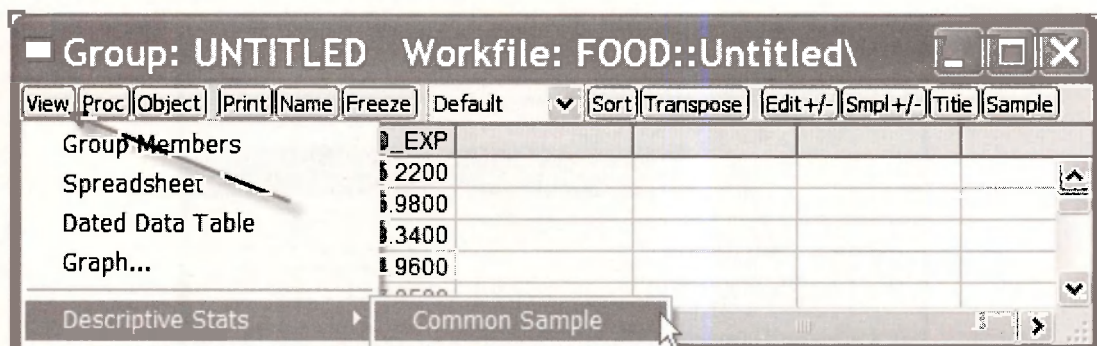 Group: UNTITLED Workfile: FOOD::Untitled\
View Proc Object Print Name Freeze Default Sort Transpose Edit+/- Smpl+/- Title Sample
Group Members
_EXP
Spreadsheet
2200
.9800
Dated Data Table
.3400
Graph...
9600
Descriptive Stats
Common Sample